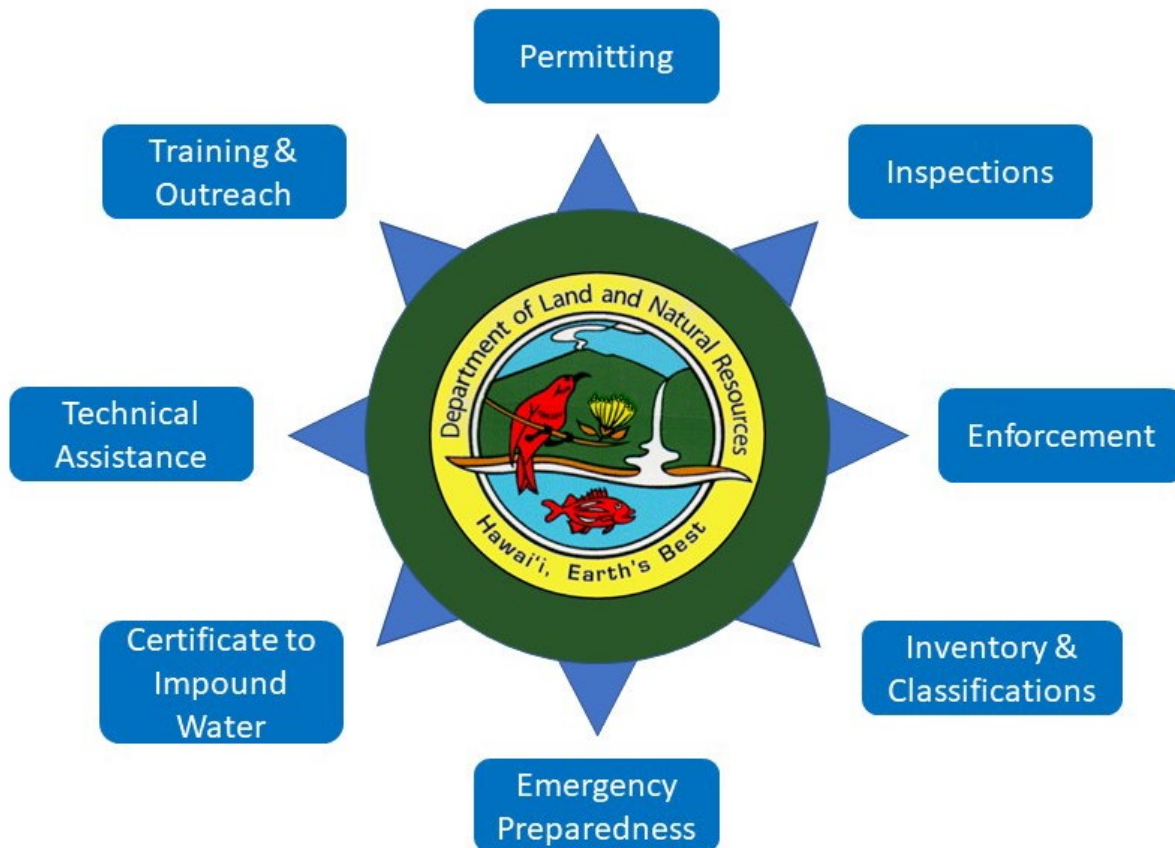 Permitting
Training &
Outreach
Inspections
Department of Land and Natural Resources
Hawai'i, Earth's Best
Technical
Assistance
Enforcement
Certificate to
Impound
Water
Inventory &
Classifications
Emergency
Preparedness